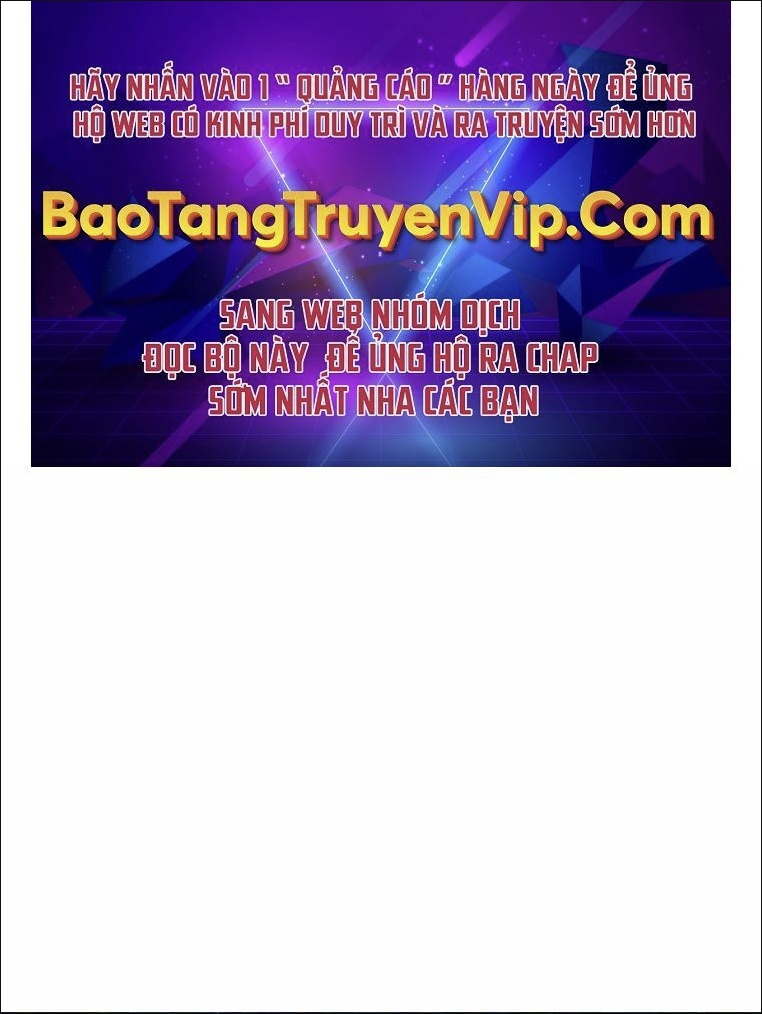 HÃY NHẤN VÀO 1 “ QUẢNG CÁO ” HÀNG NGÀY ĐỂ ỦNG
HỘ WEB CÓ KINH PHÍ DUY TRÌ VÀ RA TRUYỆN SỚM HƠN
BaoTangTruyenVip.Com
SANG WEB NHÓM DỊCH
ĐỌC BỘ NÀY ĐỂ ỦNG HỘ RA CHAP
SỚM NHẤT NHA CÁC BẠN